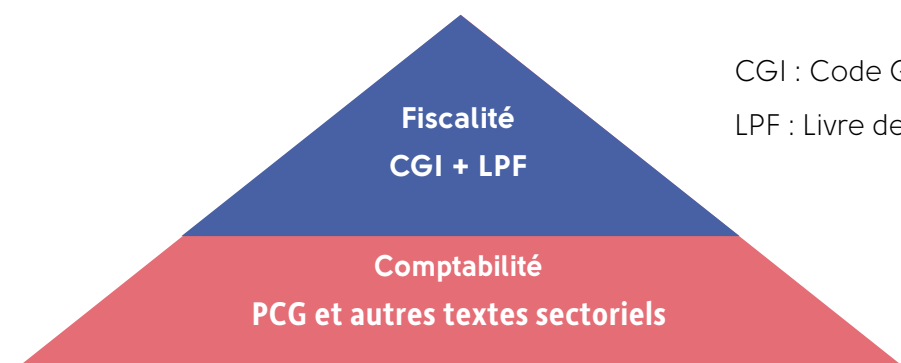 Fiscalité
CGI + LPF
CGI : Code
LPF : Livre de
Comptabilité
PCG et autres textes sectoriels